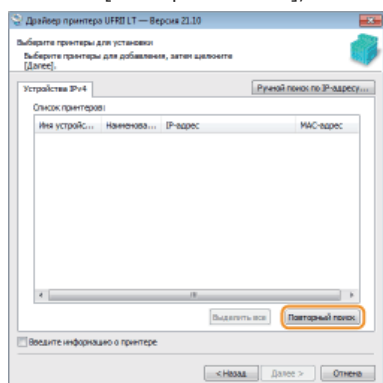 Драйвер принтера UFRII LT — Версия 21.10
Выберите принтеры для установки
Выберите принтеры для добавления, затем щелкните
[Далее].
Устройства IPv4
Ручной поиск по IP-адресу...
Список принтеров:
Имя устройс... Наименова... IP-адрес MAC-адрес
Выделить все
Повторный поиск
Введите информацию о принтере
< Назад
Далее >
Отмена